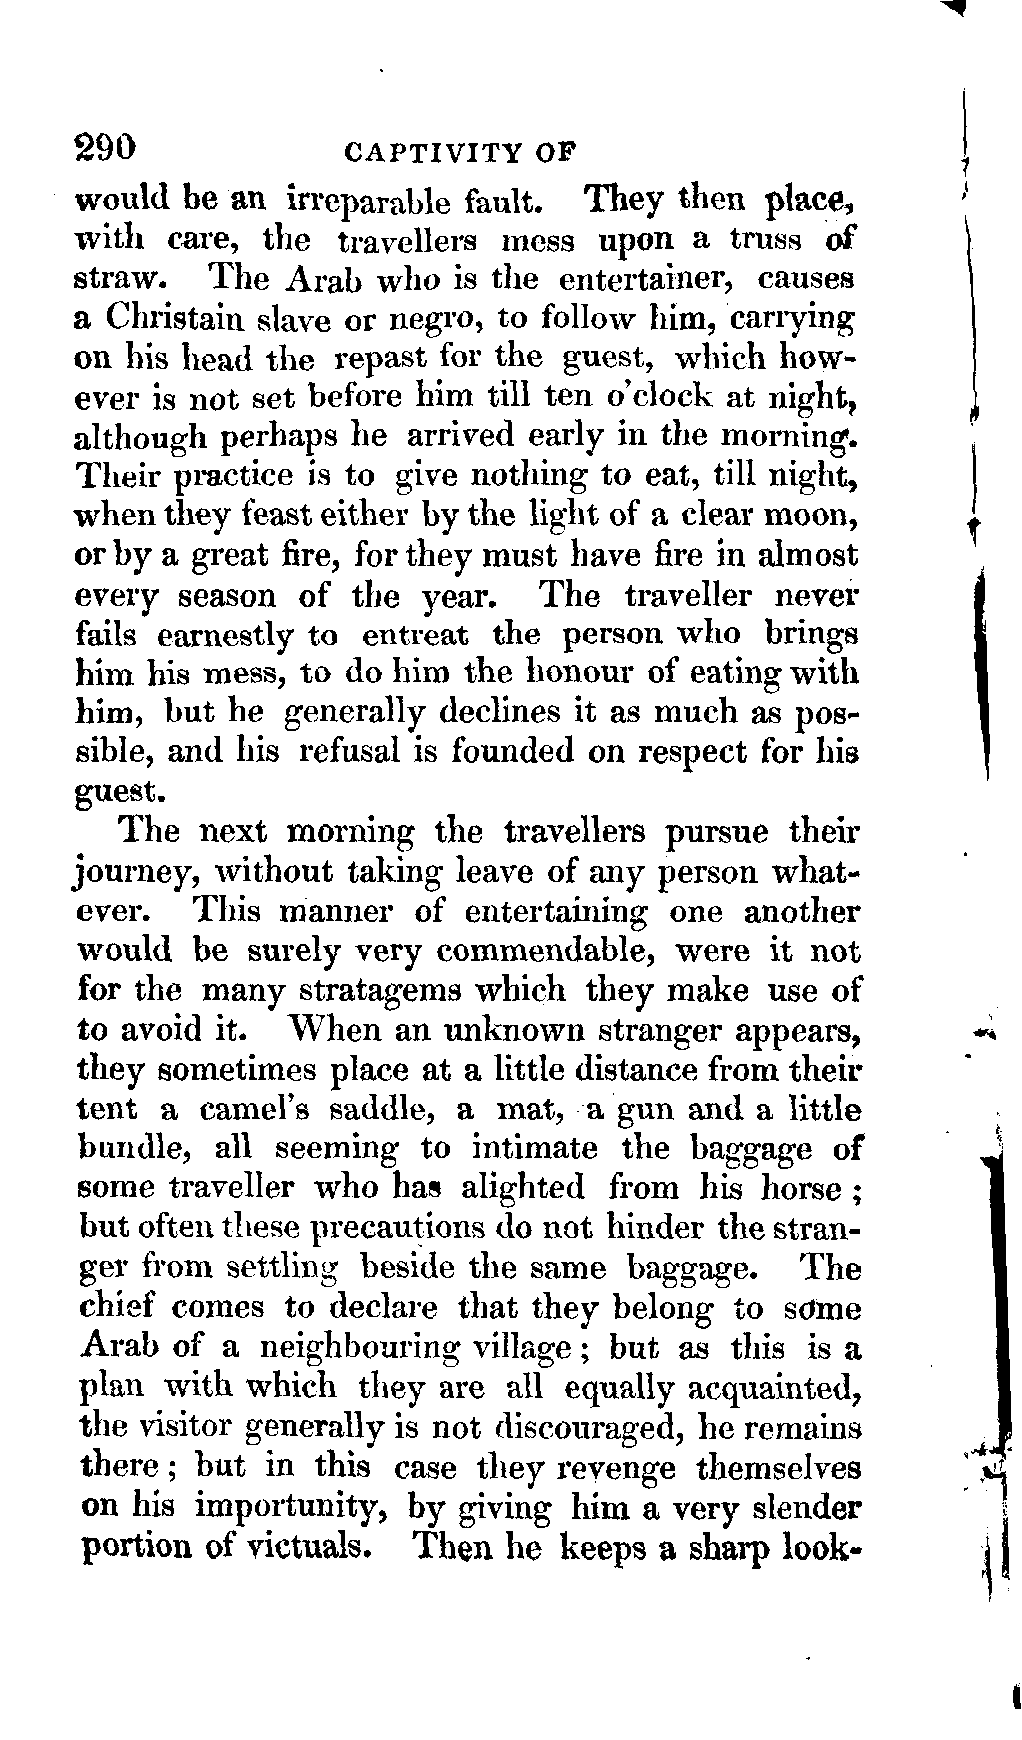 290 CAPTIVITY OF
would be an irreparable fault. They then place,
with care, the travellers mess upon a truss of
straw. The Arab who is the entertainer, causes
a Christain slave or negro, to follow him, carrying
on his head the repast for the guest, which how-
ever is not set before him till ten o'clock at night,
although perhaps he arrived early in the morning.
Their practice is to give nothing to eat, till night,
when they feast either by the light of a clear moon,
or by a great fire, for they must have fire in almost
every season of the year. The traveller never
fails earnestly to entreat the person who brings
him his mess, to do him the honour of eating with
him, but he generally declines it as much as pos-
sible, and his refusal is founded on respect for his
guest.
The next morning the travellers pursue their
journey, without taking leave of any person what-
ever. This manner of entertaining one another
would be surely very commendable, were it not
for the many stratagems which they make use of
to avoid it. When an unknown stranger appears,
they sometimes place at a little distance from their
tent a camel's saddle, a mat, a gun and a little
bundle, all seeming to intimate the baggage of
some traveller who has alighted from his horse ;
but often these precautions do not hinder the stran-
ger from settling beside the same baggage. The
chief comes to declare that they belong to some
Arab of a neighbouring village ; but as this is a
plan with which they are all equally acquainted,
the visitor generally is not discouraged, he remains
there ; but in this case they revenge themselves
on his importunity, by giving him a very slender
portion of victuals. Then he keeps a sharp look-